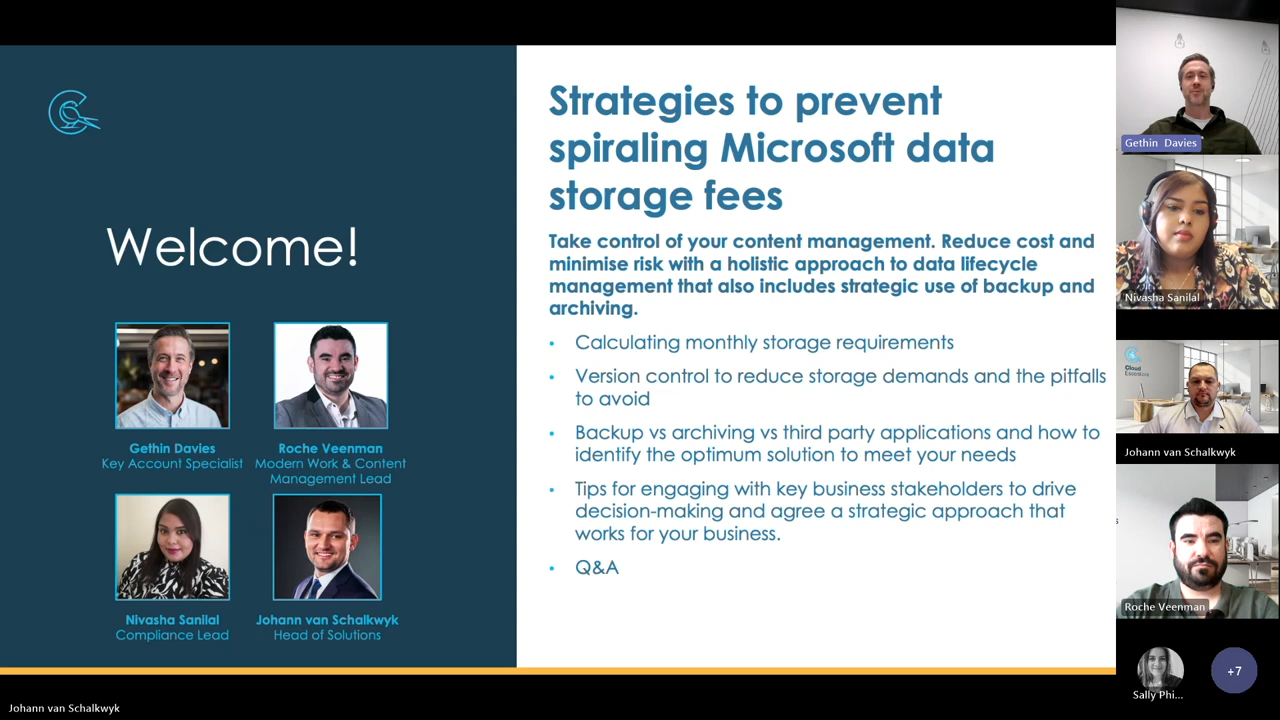 Welcome!
Gethin Davies
Key Account Specialist
Roche Veenman
Modern Work & Content
Management Lead
Nivasha Sanilal
Compliance Lead
Johann van Schalkwyk
Head of Solutions
Strategies to prevent
spiraling Microsoft data
storage fees
Take control of your content management. Reduce cost and
minimise risk with a holistic approach to data lifecycle
management that also includes strategic use of backup and
archiving.
• Calculating monthly storage requirements
• Version control to reduce storage demands and the pitfalls
to avoid
• Backup vs archiving vs third party applications and how to
identify the optimum solution to meet your needs
• Tips for engaging with key business stakeholders to drive
decision-making and agree a strategic approach that
works for your business.
• Q&A
Gethin Davies
Nivasha Sanilal
Cloud
Essentials
Johann van Schalkwyk
Roche Veenman
Sally Phi...
+7
Johann van Schalkwyk